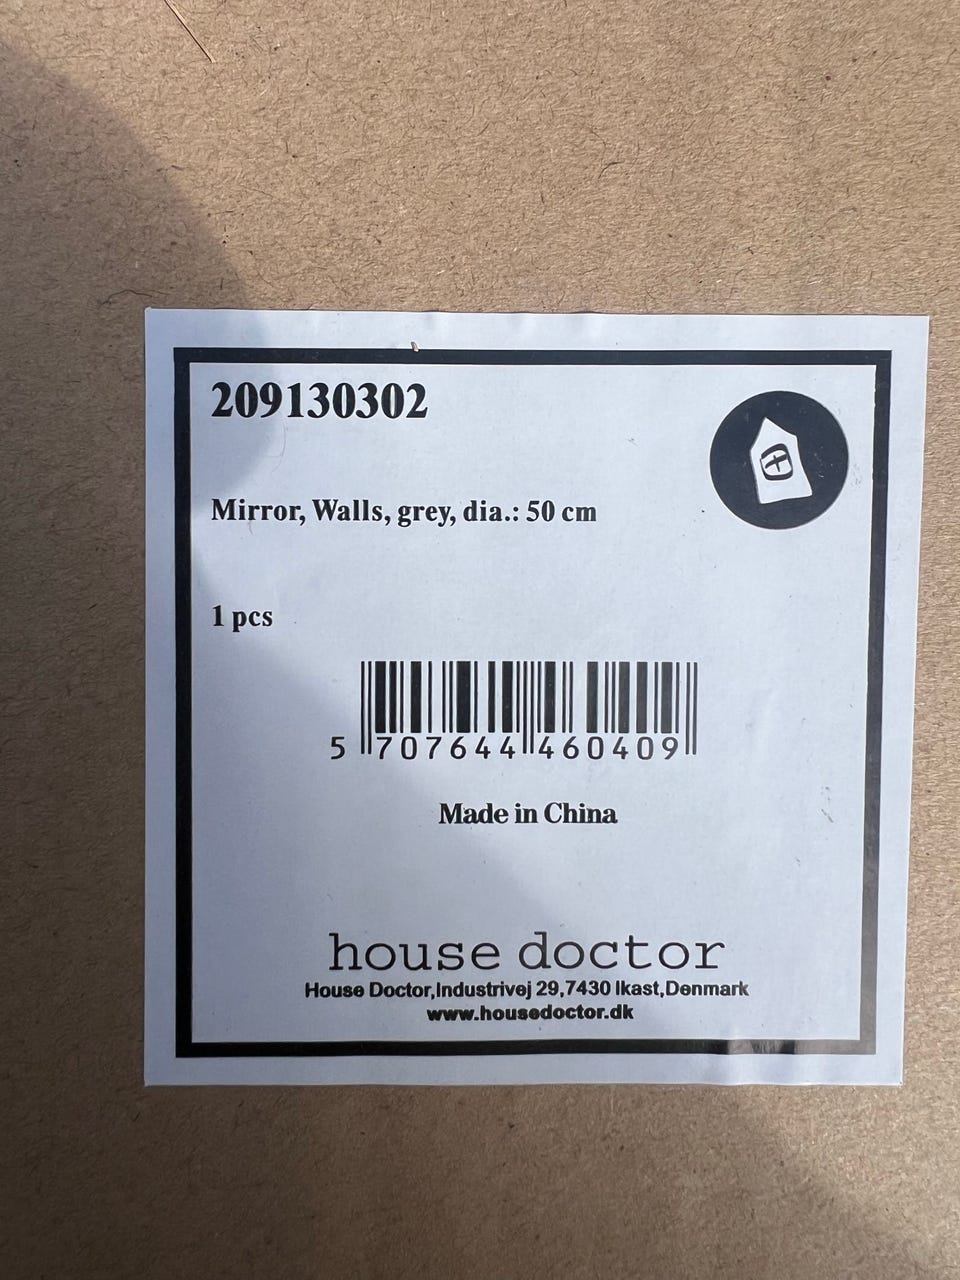 209130302
Mirror, Walls, grey, dia.: 50 cm
1 pcs
5 707644 460409
Made in China
house doctor
House Doctor,Industrivej 29,7430 Ikast,Denmark
www.housedoctor.dk